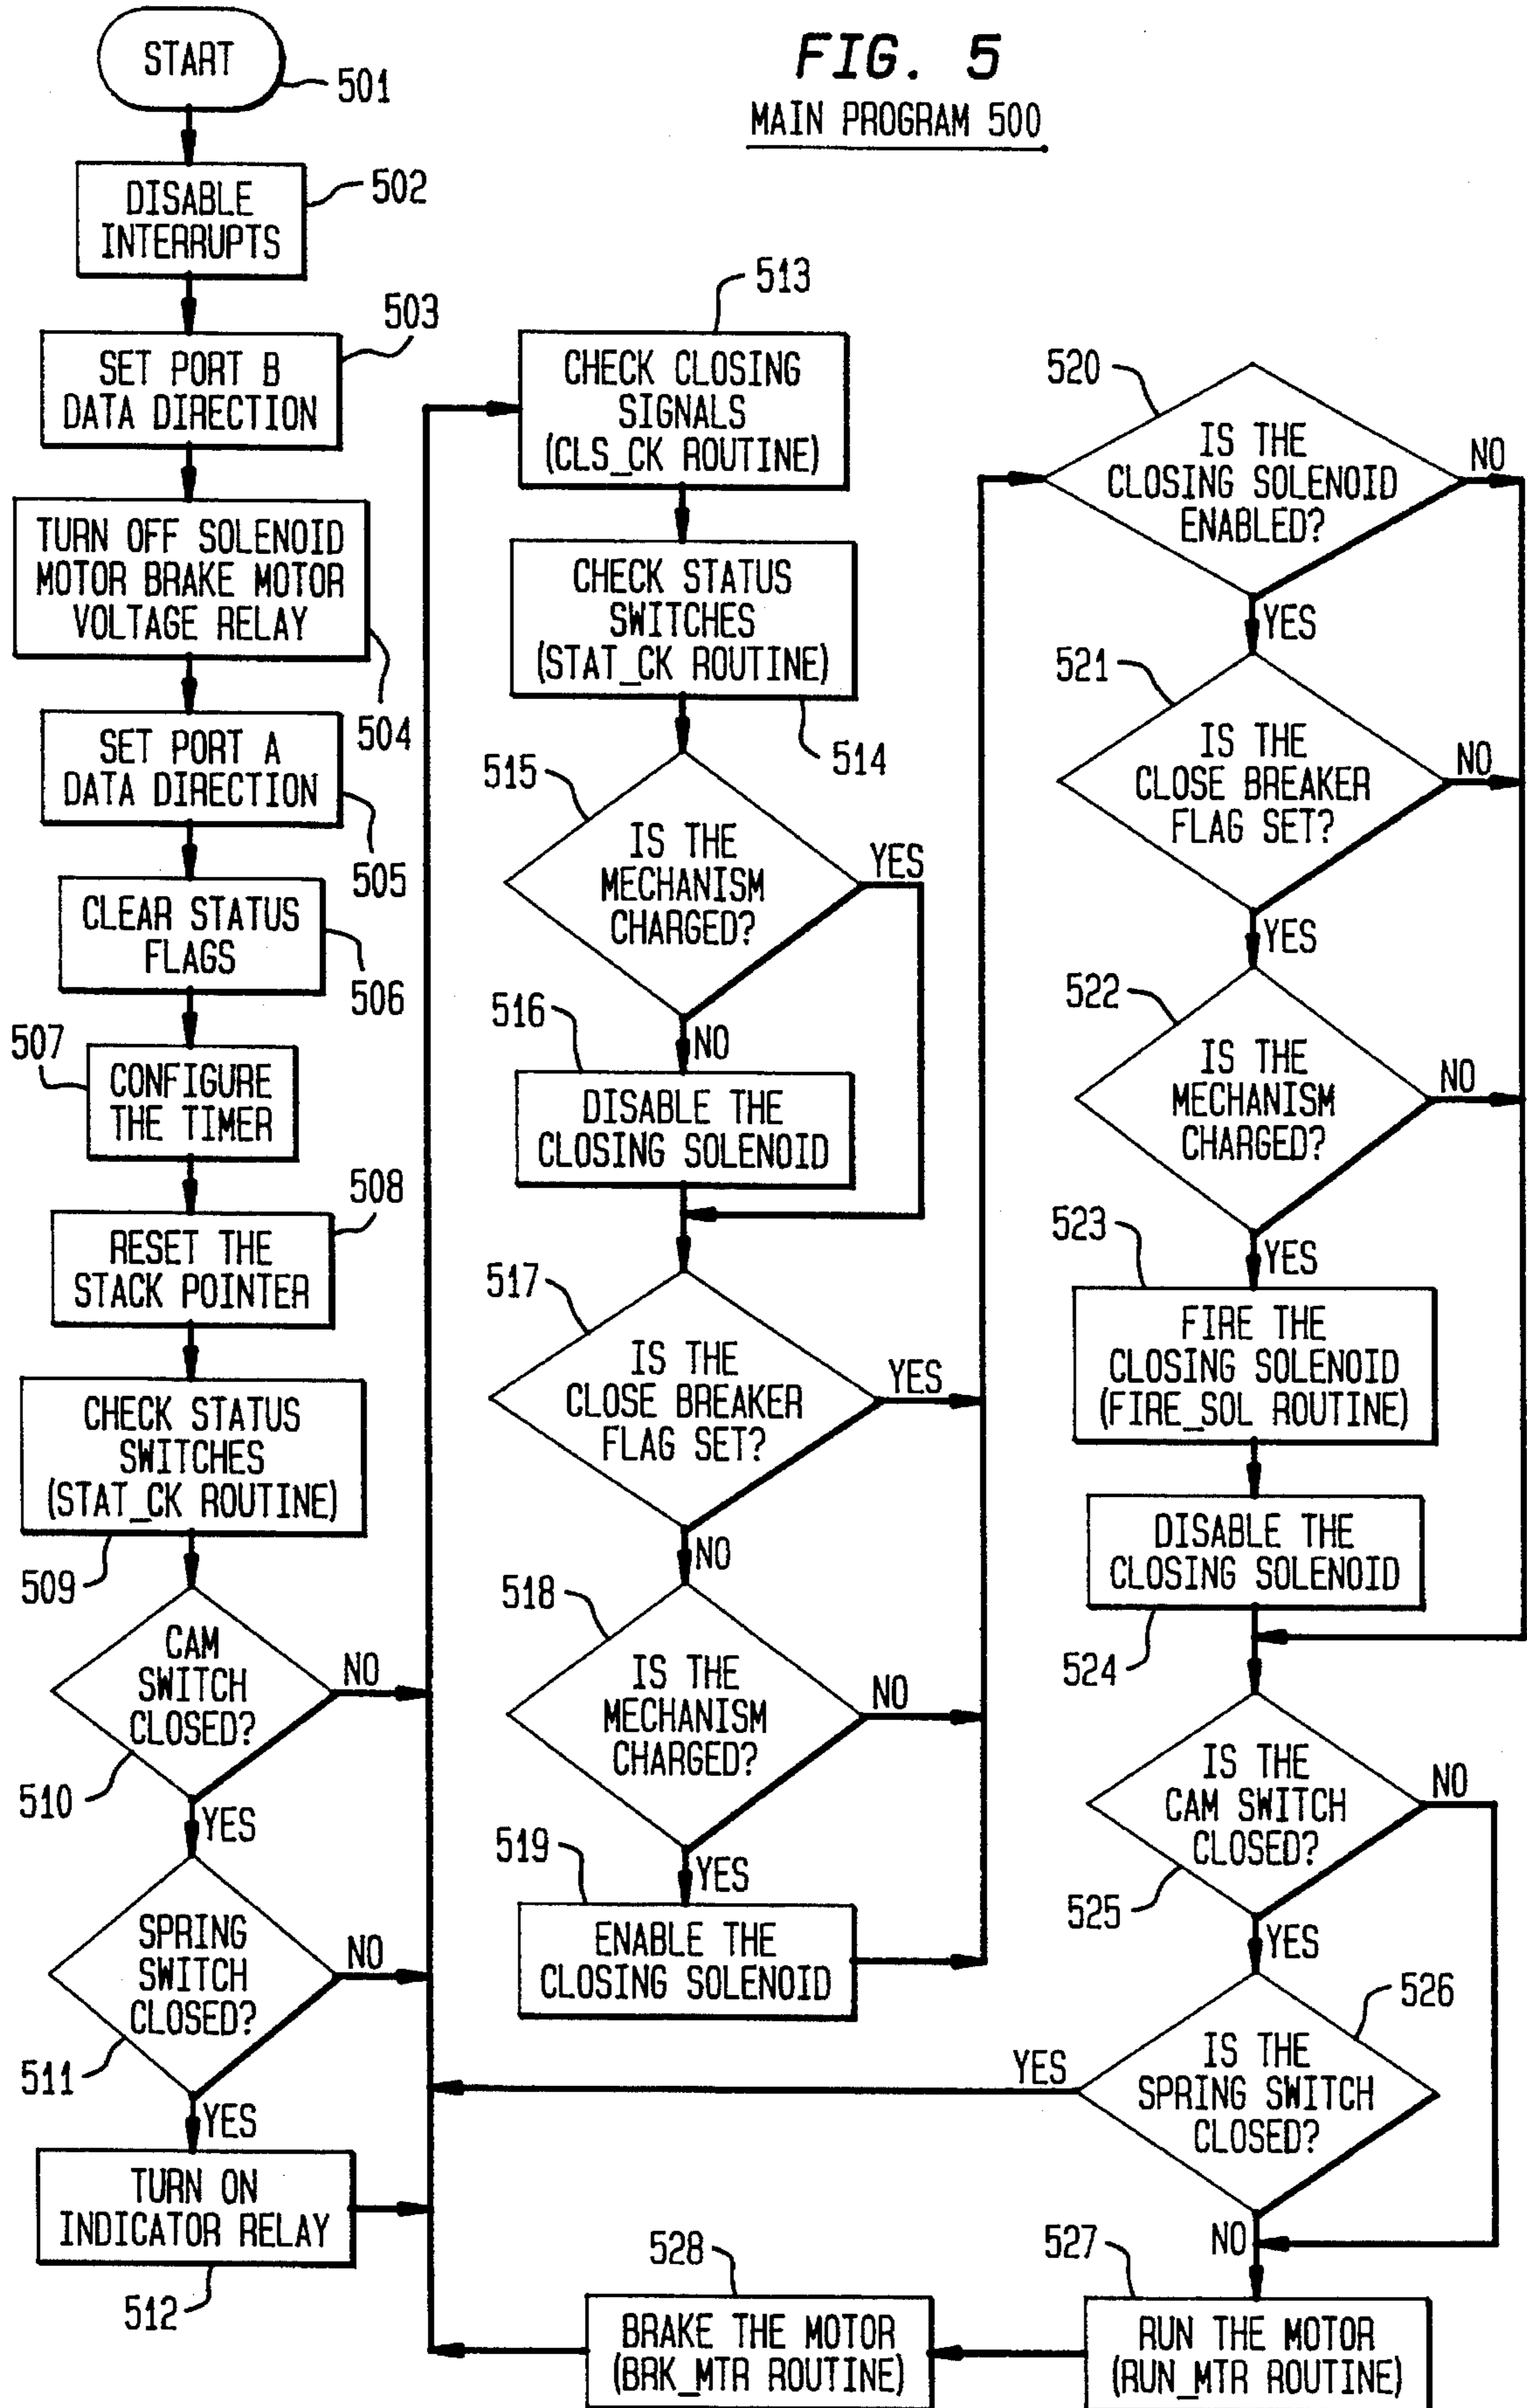 FIG. 5
MAIN PROGRAM 500
START
501
DISABLE
INTERRUPTS
502
SET PORT B
DATA DIRECTION
503
TURN OFF SOLENOID
MOTOR BRAKE MOTOR
VOLTAGE RELAY
504
SET PORT A
DATA DIRECTION
505
CLEAR STATUS
FLAGS
506
507
CONFIGURE
THE TIMER
508
RESET THE
STACK POINTER
CHECK STATUS
SWITCHES
(STAT_CK ROUTINE)
509
CAM
SWITCH
CLOSED?
NO
510
YES
SPRING
SWITCH
CLOSED?
NO
511
YES
TURN ON
INDICATOR RELAY
512
513
CHECK CLOSING
SIGNALS
(CLS_CK ROUTINE)
CHECK STATUS
SWITCHES
(STAT_CK ROUTINE)
514
515
IS THE
MECHANISM
CHARGED?
YES
516
NO
DISABLE THE
CLOSING SOLENOID
517
IS THE
CLOSE BREAKER
FLAG SET?
YES
NO
518
IS THE
MECHANISM
CHARGED?
NO
519
YES
ENABLE THE
CLOSING SOLENOID
520
IS THE
CLOSING SOLENOID
ENABLED?
NO
YES
521
IS THE
CLOSE BREAKER
FLAG SET?
NO
YES
522
IS THE
MECHANISM
CHARGED?
NO
523
YES
FIRE THE
CLOSING SOLENOID
(FIRE_SOL ROUTINE)
DISABLE THE
CLOSING SOLENOID
524
IS THE
CAM SWITCH
CLOSED?
NO
525
YES
526
IS THE
SPRING SWITCH
CLOSED?
YES
NO
527
RUN THE MOTOR
(RUN_MTR ROUTINE)
528
BRAKE THE MOTOR
(BRK_MTR ROUTINE)